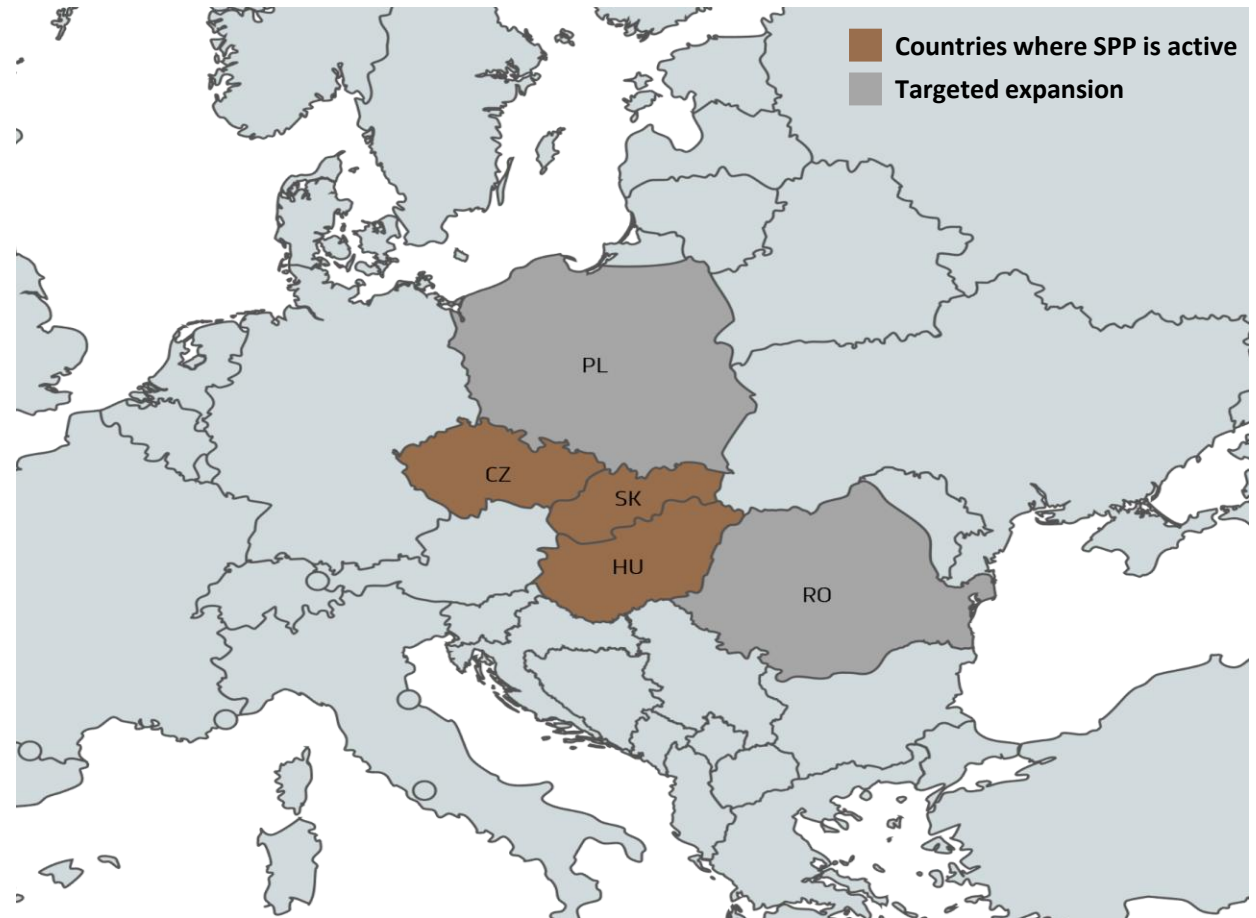 Countries where SPP is active
Targeted expansion
PL
CZ
SK
HU
RO